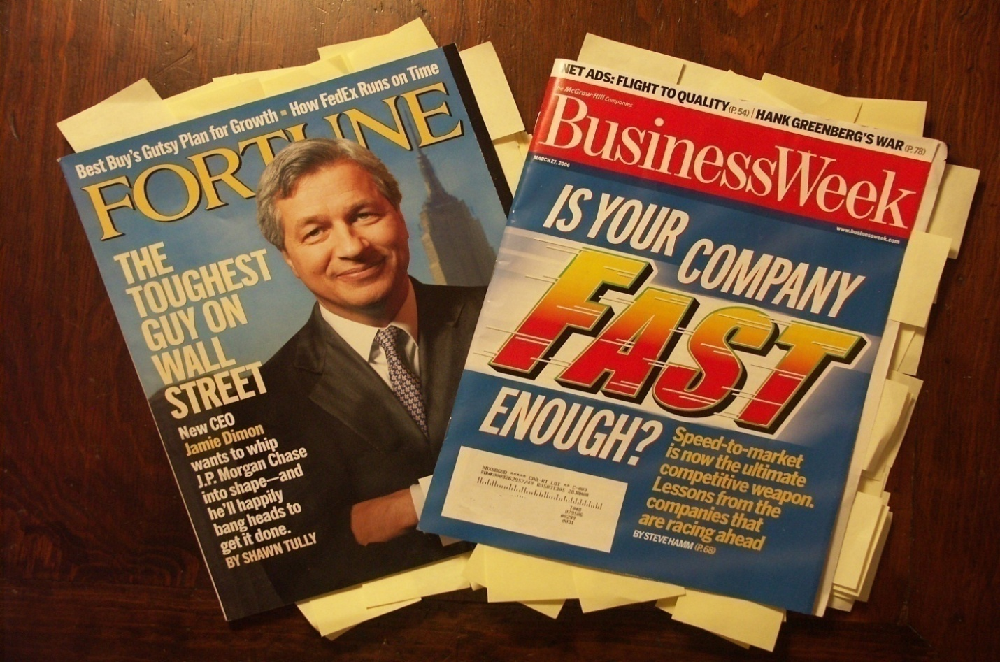 Best Buy's Gutsy Plan for Growth ▪ How FedEx Runs on Time
FORTUNE
THE
TOUGHEST
GUY ON
WALL
STREET
New CEO
Jamie Dimon
wants to whip
J.P. Morgan Chase
into shape—and
he'll happily
bang heads to
get it done.
BY SHAWN TULLY
NET ADS: FLIGHT TO QUALITY (P. 54) | HANK GREENBERG'S WAR (P. 78)
The McGraw-Hill Companies
BusinessWeek
MARCH 27, 2006
www.businessweek.com
IS YOUR COMPANY
FAST
ENOUGH?
Speed-to-market
is now the ultimate
competitive weapon.
Lessons from the
companies that
are racing ahead
BY STEVE HAMM (P. 68)
***** CAR-RT LOT ** C-003